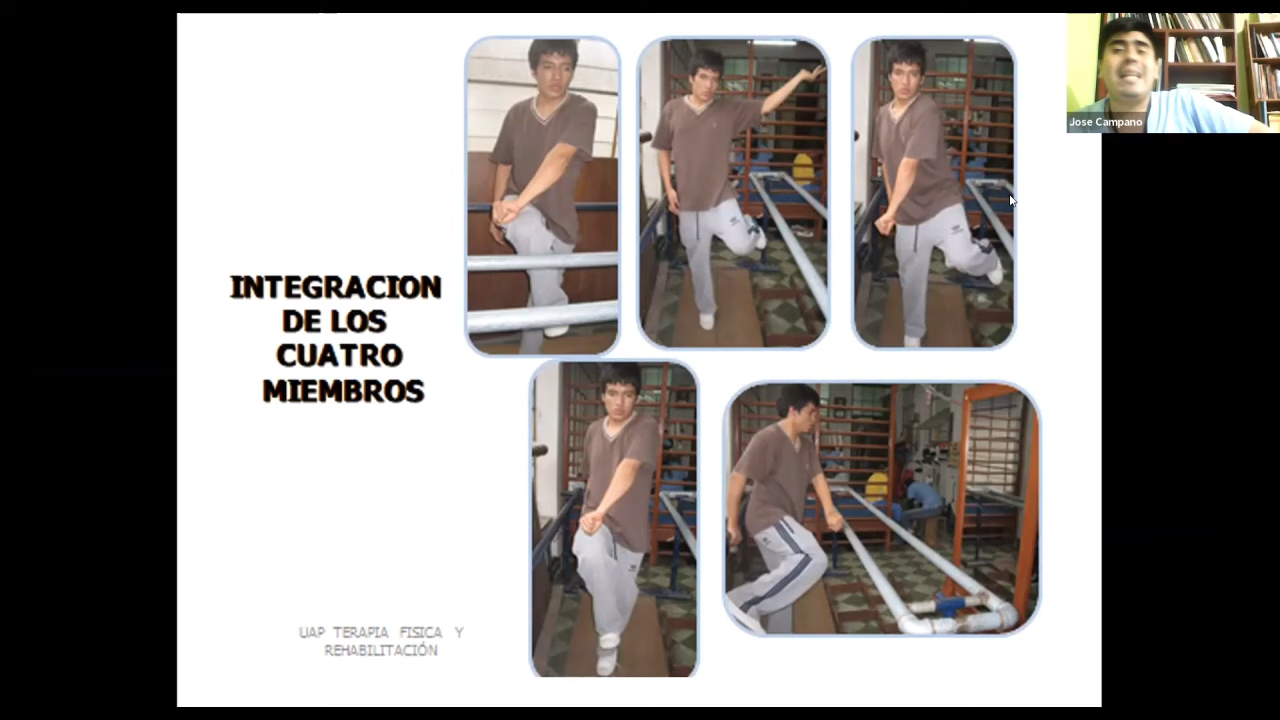 INTEGRACION
DE LOS
CUATRO
MIEMBROS
UAP TERAPIA FISICA Y
REHABILITACIÓN
Jose Campano